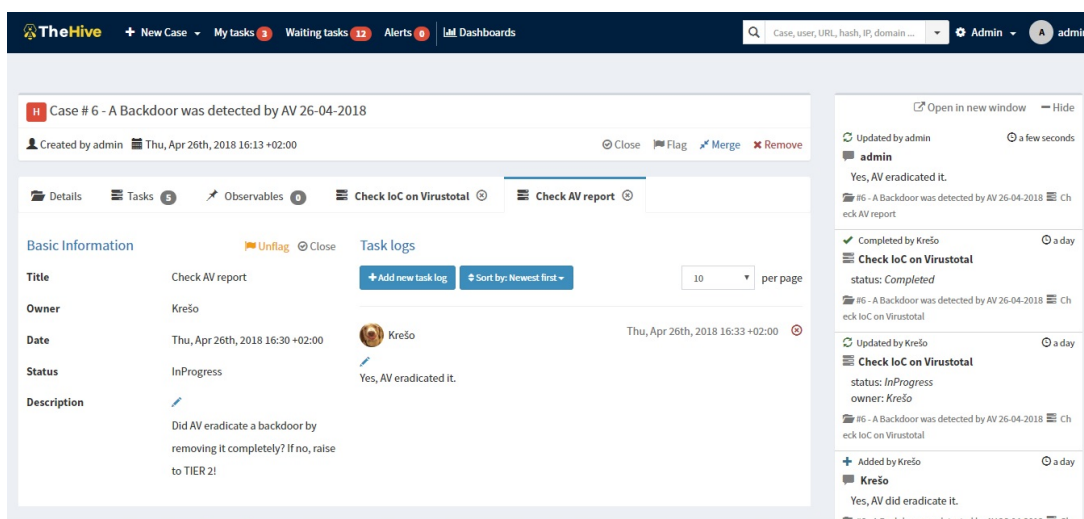 TheHive + New Case My tasks 3 Waiting tasks 12 Alerts 0 Dashboards Case, user, URL, hash, IP, domain ... Admin A admi
H Case # 6 - A Backdoor was detected by AV 26-04-2018
Created by admin Thu, Apr 26th, 2018 16:13 +02:00 Close Flag Merge Remove
Details Tasks 5 Observables 0 Check IoC on Virustotal Check AV report
Basic Information Unflag Close
Title Check AV report
Owner Krešo
Date Thu, Apr 26th, 2018 16:30 +02:00
Status InProgress
Description
Did AV eradicate a backdoor by
removing it completely? If no, raise
to TIER 2!
Task logs
+ Add new task log Sort by: Newest first 10 per page
Krešo Thu, Apr 26th, 2018 16:33 +02:00
Yes, AV eradicated it.
Open in new window Hide
Updated by admin a few seconds
admin
Yes, AV eradicated it.
#6 - A Backdoor was detected by AV 26-04-2018 Ch
eck AV report
Completed by Krešo a day
Check IoC on Virustotal
status: Completed
#6 - A Backdoor was detected by AV 26-04-2018 Ch
eck IoC on Virustotal
Updated by Krešo a day
Check IoC on Virustotal
status: InProgress
owner: Krešo
#6 - A Backdoor was detected by AV 26-04-2018 Ch
eck IoC on Virustotal
Added by Krešo a day
Krešo
Yes, AV did eradicate it.